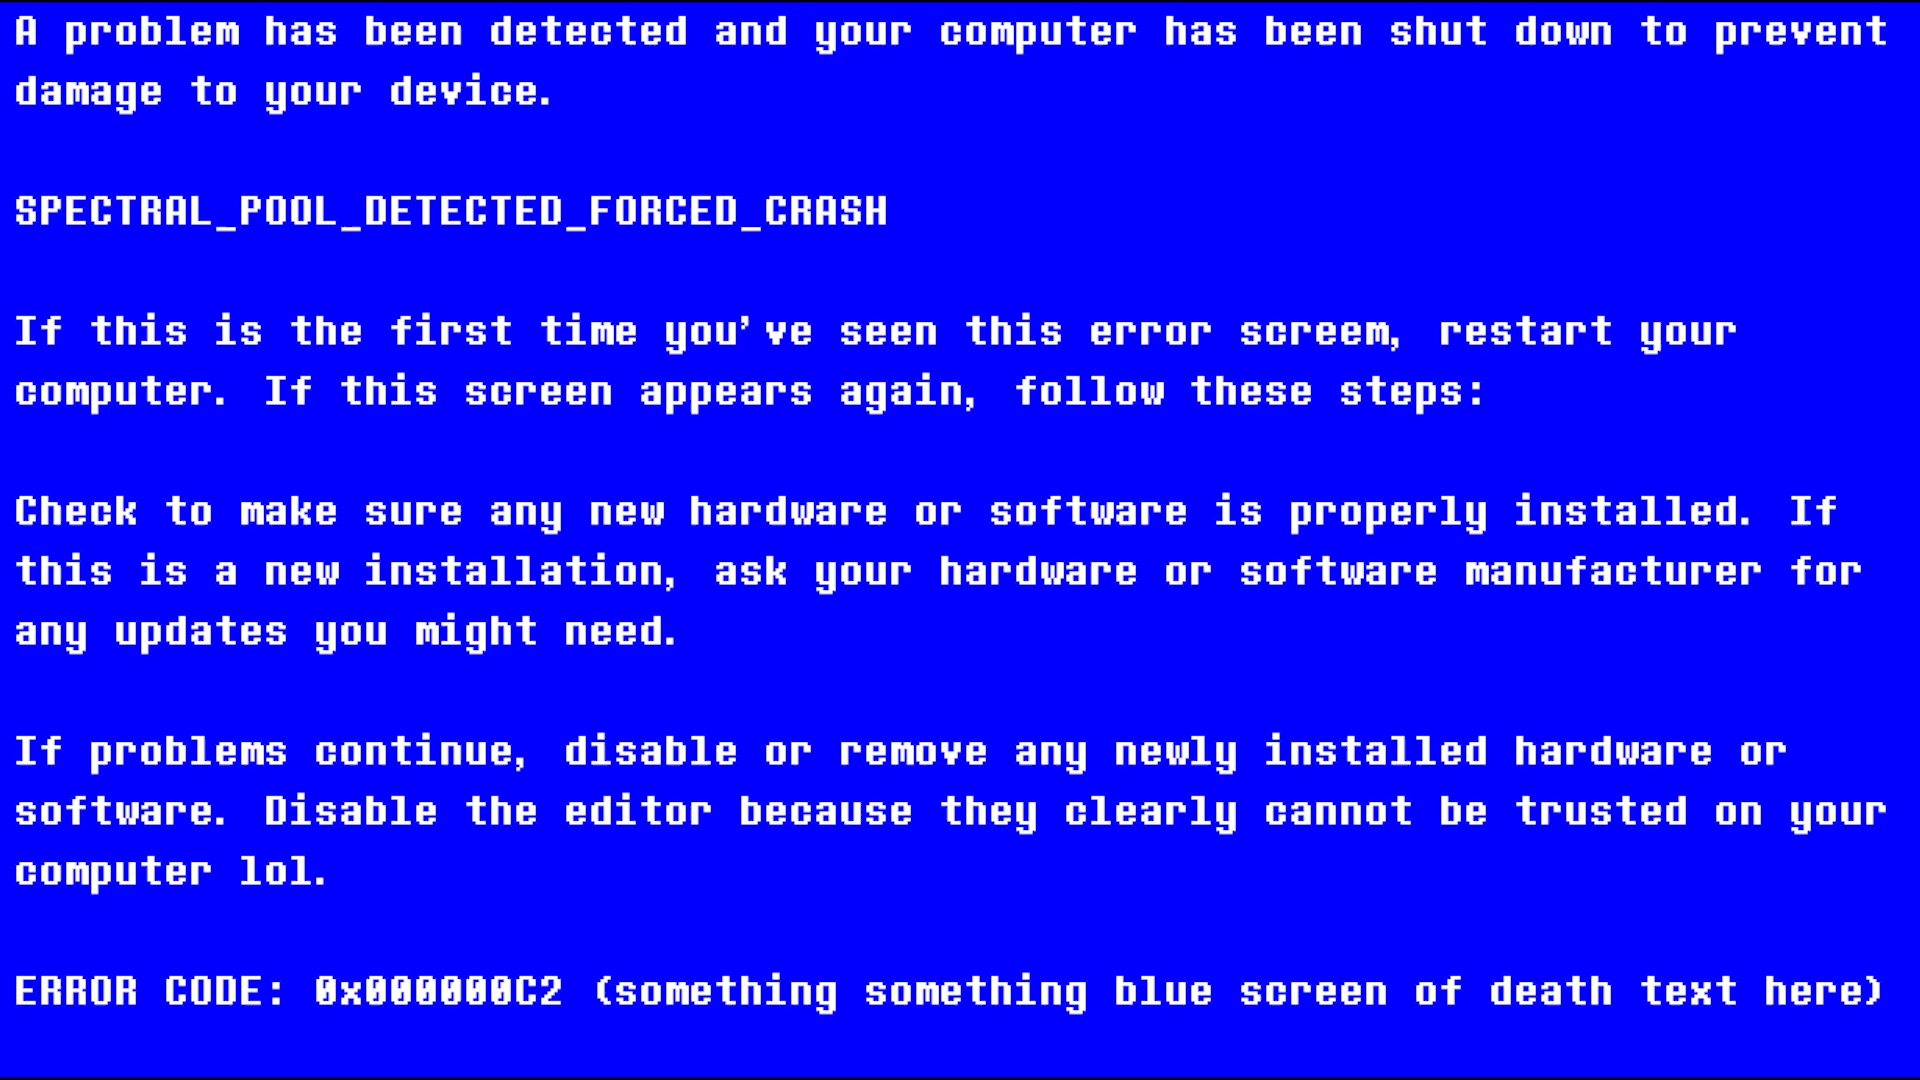 A problem has been detected and your computer has been shut down to prevent
damage to your device.
SPECTRAL_POOL_DETECTED_FORCED_CRASH
If this is the first time you've seen this error screem, restart your
computer. If this screen appears again, follow these steps:
Check to make sure any new hardware or software is properly installed. If
this is a new installation, ask your hardware or software manufacturer for
any updates you might need.
If problems continue, disable or remove any newly installed hardware or
software. Disable the editor because they clearly cannot be trusted on your
computer lol.
ERROR CODE: 0x000000C2 (something something blue screen of death text here)